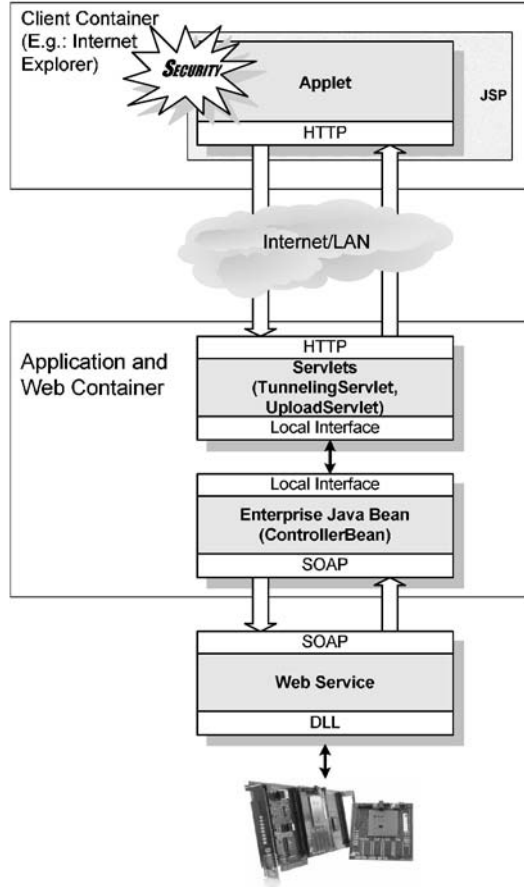 Client Container
(E.g.: Internet
Explorer)
SECURITY
Applet
JSP
HTTP
Internet/LAN
Application and
Web Container
HTTP
Servlets
(TunnelingServlet,
UploadServlet)
Local Interface
Local Interface
Enterprise Java Bean
(ControllerBean)
SOAP
SOAP
Web Service
DLL